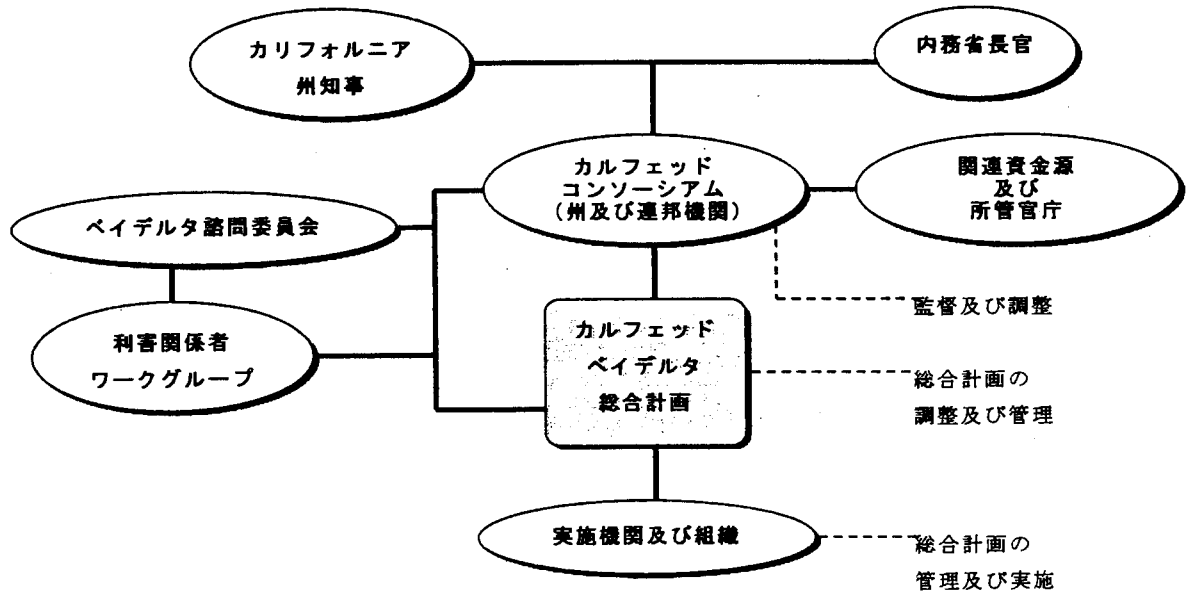 カリフォルニア
州知事
内務省長官
カルフェッド
コンソーシアム
(州及び連邦機関)
関連資金源
及び
所管官庁
ベイデルタ諮問委員会
監督及び調整
利害関係者
ワークグループ
カルフェッド
ベイデルタ
総合計画
総合計画の
調整及び管理
実施機関及び組織
総合計画の
管理及び実施